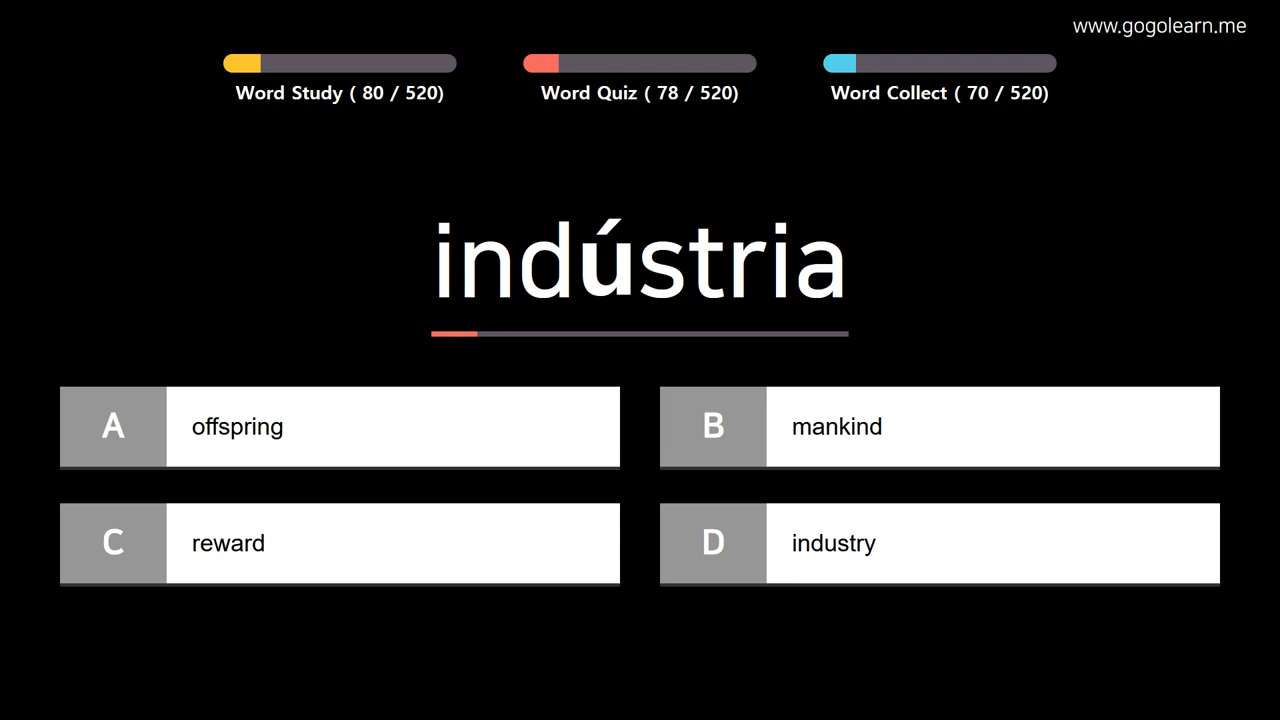 www.gogolearn.me
Word Study ( 80 / 520)
Word Quiz ( 78 / 520)
Word Collect ( 70 / 520)
indústria
A offspring
B mankind
C reward
D industry